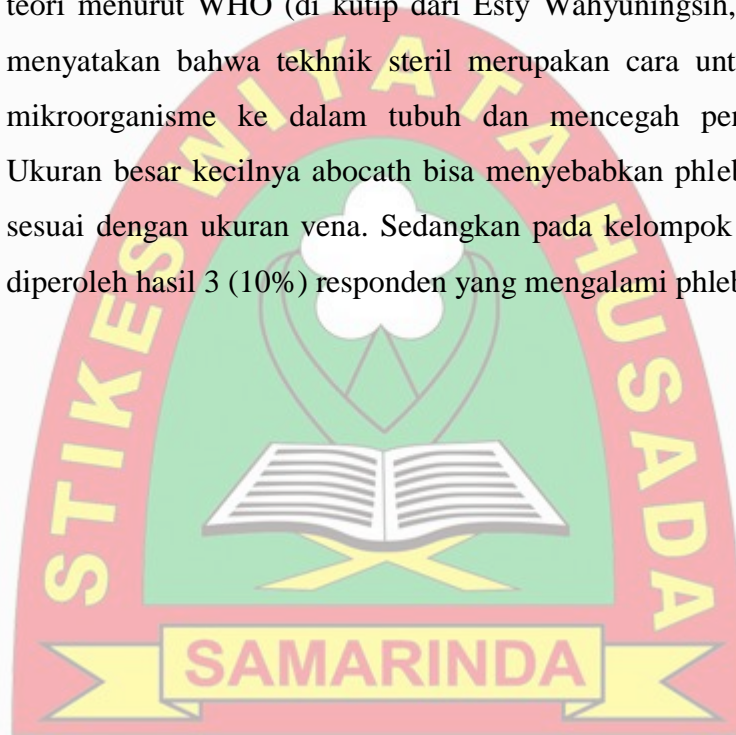 teori menurut WHO (di kutip dari Esty Wahyuningsih,
menyatakan bahwa tekhnik steril merupakan cara unt
mikroorganisme ke dalam tubuh dan mencegah per
Ukuran besar kecilnya abocath bisa menyebabkan phleb
sesuai dengan ukuran vena. Sedangkan pada kelompok
diperoleh hasil 3 (10%) responden yang mengalami phleb
STIKES WIYATA HUSADA
SAMARINDA